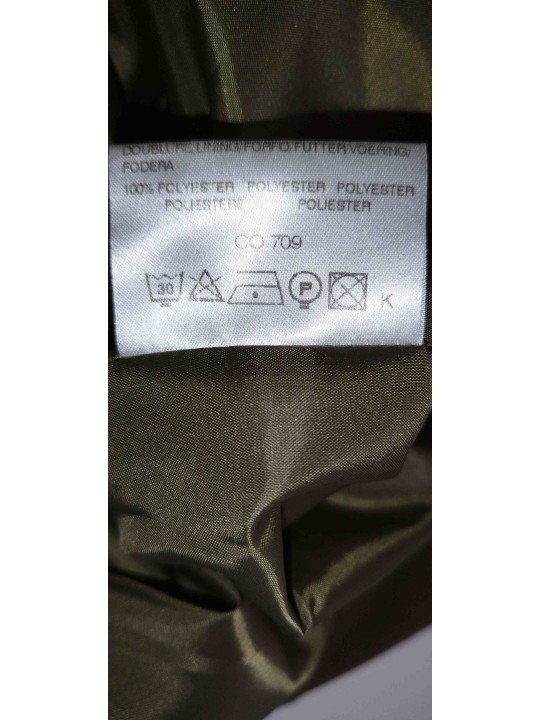 DOUBLURE, LINING/FORRO/FUTTER/VOERING/
FODERA
100% POLYESTER POLYESTER POLYESTER
POLIESTERE POLIESTER
CO 709
30 P K